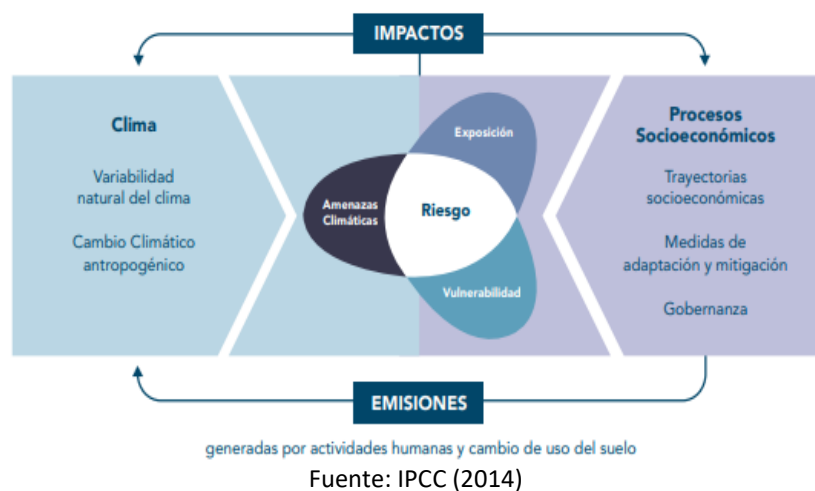 IMPACTOS
Clima
Variabilidad
natural del clima
Cambio Climático
antropogénico
Exposición
Amenazas
Climáticas
Riesgo
Vulnerabilidad
Procesos
Socioeconómicos
Trayectorias
socioeconómicas
Medidas de
adaptación y mitigación
Gobernanza
EMISIONES
generadas por actividades humanas y cambio de uso del suelo
Fuente: IPCC (2014)